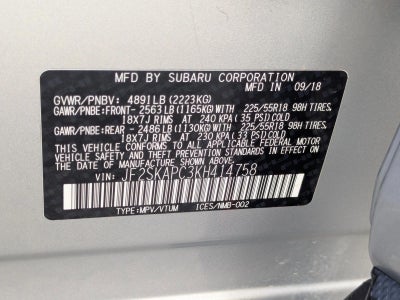 MFD BY SUBARU CORPORATION
MFD IN 09/18
GVWR/PNBV: 4891LB(2223KG)
GAWR/PNBE:FRONT-2563LB(1165KG)WITH 225/55R18 98H TIRES,
18X7J RIMS AT 240 KPA (35 PSI)COLD
GAWR/PNBE:REAR -2486LB(1130KG)WITH 225/55R18 98H TIRES,
18X7J RIMS AT 230 KPA (33 PSI)COLD
THIS VEHICLE CONFORMS TO ALL APPLICABLE FEDERAL MOTOR
VEHICLE SAFETY, BUMPER, AND
THEFT PREVENTION STANDARDS IN EFFECT ON THE DATE OF
MANUFACTURE SHOWN ABOVE.
JF2SKAPC3KH414758
TYPE:MPV/VTUM ICES/NMB-002